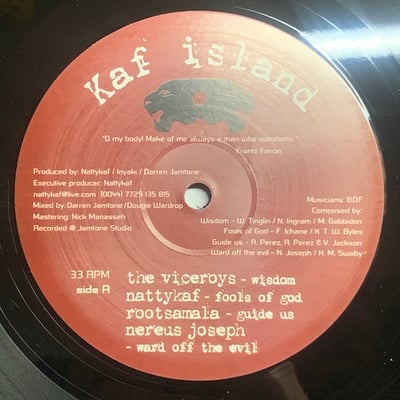 Kaf island
"O my body! Make of me always a man who questions."
Frantz Fanon
Produced by: Nattykaf / Inyaki / Darren Jamtone
Executive producer: Nattykaf
nattykaf@live.com (0044) 7729 135 815
Mixed by: Darren Jamtone/Dougie Wardrop
Mastering: Nick Manasseh
Recorded @ Jamtone Studio
Musicians: BDF
Composed by:
Wisdom - W. Tinglin / N. Ingram / M. Gabbidon
Fools of God - F. Ichane / K. T. W. Byles
Guide us - A. Perez, R. Perez & V. Jackson
Ward off the evil - N. Joseph / H. M. Swaby
33 RPM
side A
the viceroys - wisdom
nattykaf - fools of god
rootsamala - guide us
nereus joseph
- ward off the evil